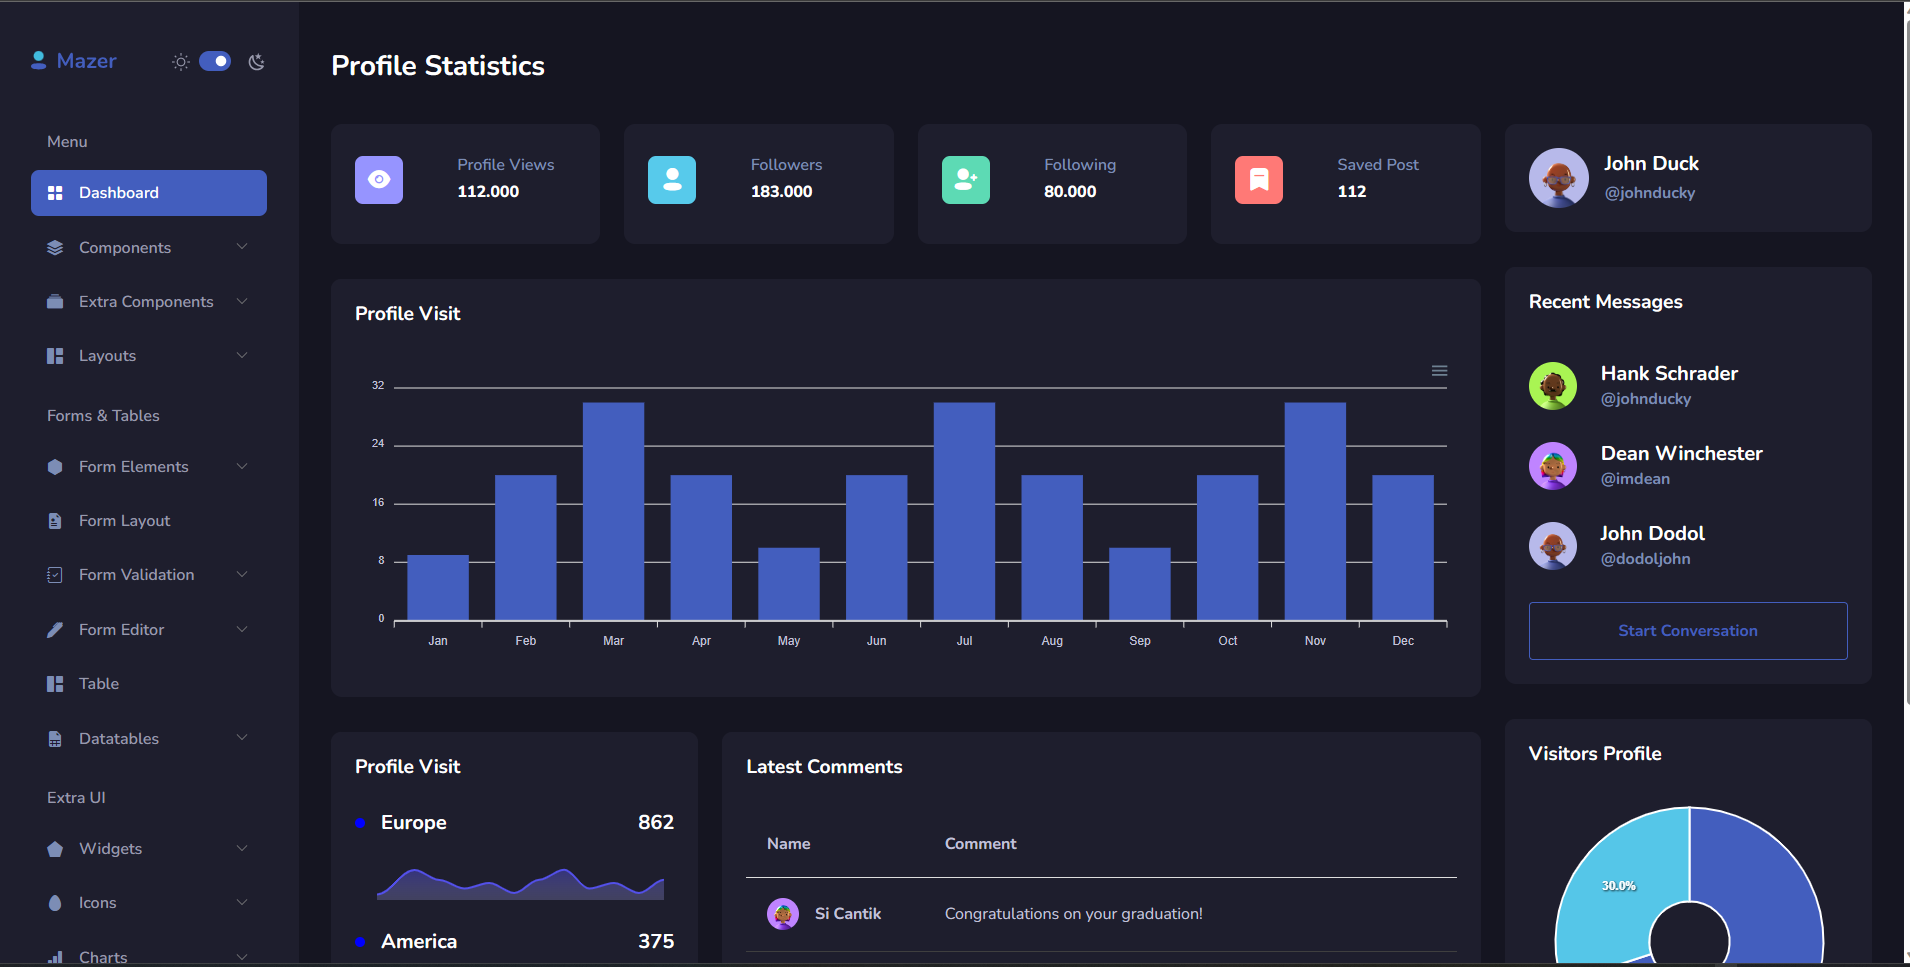 Mazer
Menu
Dashboard
Components
Extra Components
Layouts
Forms & Tables
Form Elements
Form Layout
Form Validation
Form Editor
Table
Datatables
Extra UI
Widgets
Icons
Charts
Profile Statistics
Profile Views
112.000
Followers
183.000
Following
80.000
Saved Post
112
John Duck
@johnducky
Profile Visit
32
24
16
8
0
Jan Feb Mar Apr May Jun Jul Aug Sep Oct Nov Dec
Recent Messages
Hank Schrader
@johnducky
Dean Winchester
@imdean
John Dodol
@dodoljohn
Start Conversation
Profile Visit
Europe 862
America 375
Latest Comments
Name Comment
Si Cantik Congratulations on your graduation!
Visitors Profile
30.0%